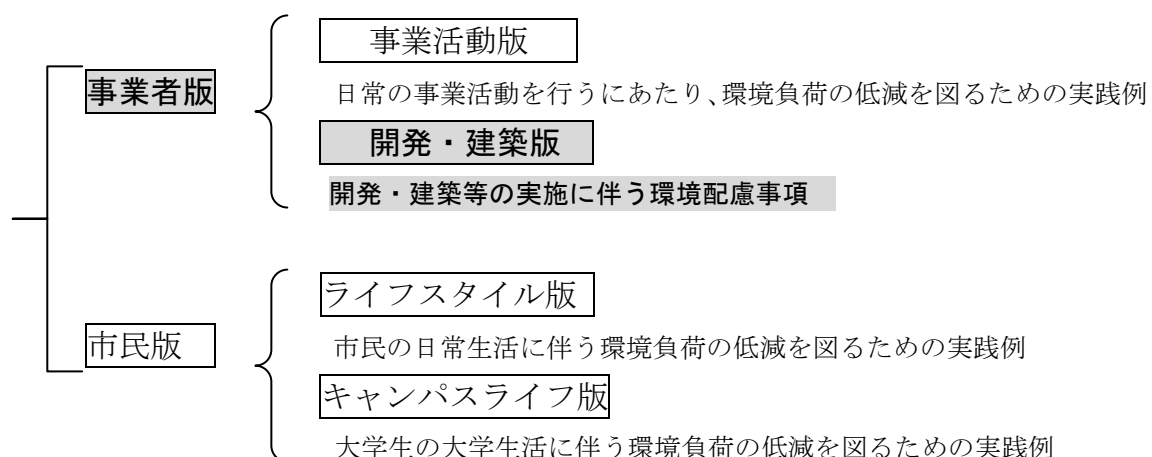 事業活動版
事業者版
日常の事業活動を行うにあたり、環境負荷の低減を図るための実践例
開発・建築版
開発・建築等の実施に伴う環境配慮事項
ライフスタイル版
市民版
市民の日常生活に伴う環境負荷の低減を図るための実践例
キャンパスライフ版
大学生の大学生活に伴う環境負荷の低減を図るための実践例